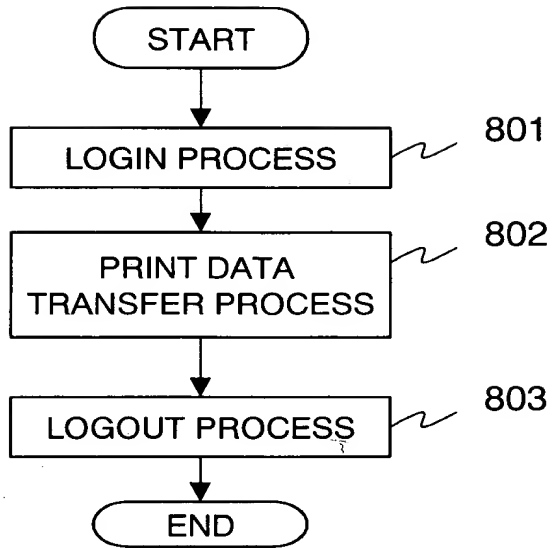 START
LOGIN PROCESS
801
PRINT DATA
TRANSFER PROCESS
802
LOGOUT PROCESS
803
END